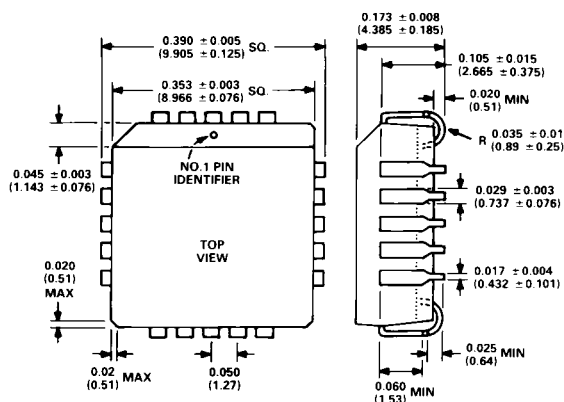 0.390 ± 0.005
(9.905 ± 0.125) SQ.
0.353 ± 0.003
(8.966 ± 0.076) SQ.
0.173 ± 0.008
(4.385 ± 0.185)
0.105 ± 0.015
(2.665 ± 0.375)
0.020
(0.51) MIN
R 0.035 ± 0.01
(0.89 ± 0.25)
NO.1 PIN
IDENTIFIER
0.045 ± 0.003
(1.143 ± 0.076)
0.029 ± 0.003
(0.737 ± 0.076)
TOP
VIEW
0.020
(0.51)
MAX
0.017 ± 0.004
(0.432 ± 0.101)
0.02
(0.51) MAX
0.050
(1.27)
0.025
(0.64) MIN
0.060
(1.53) MIN